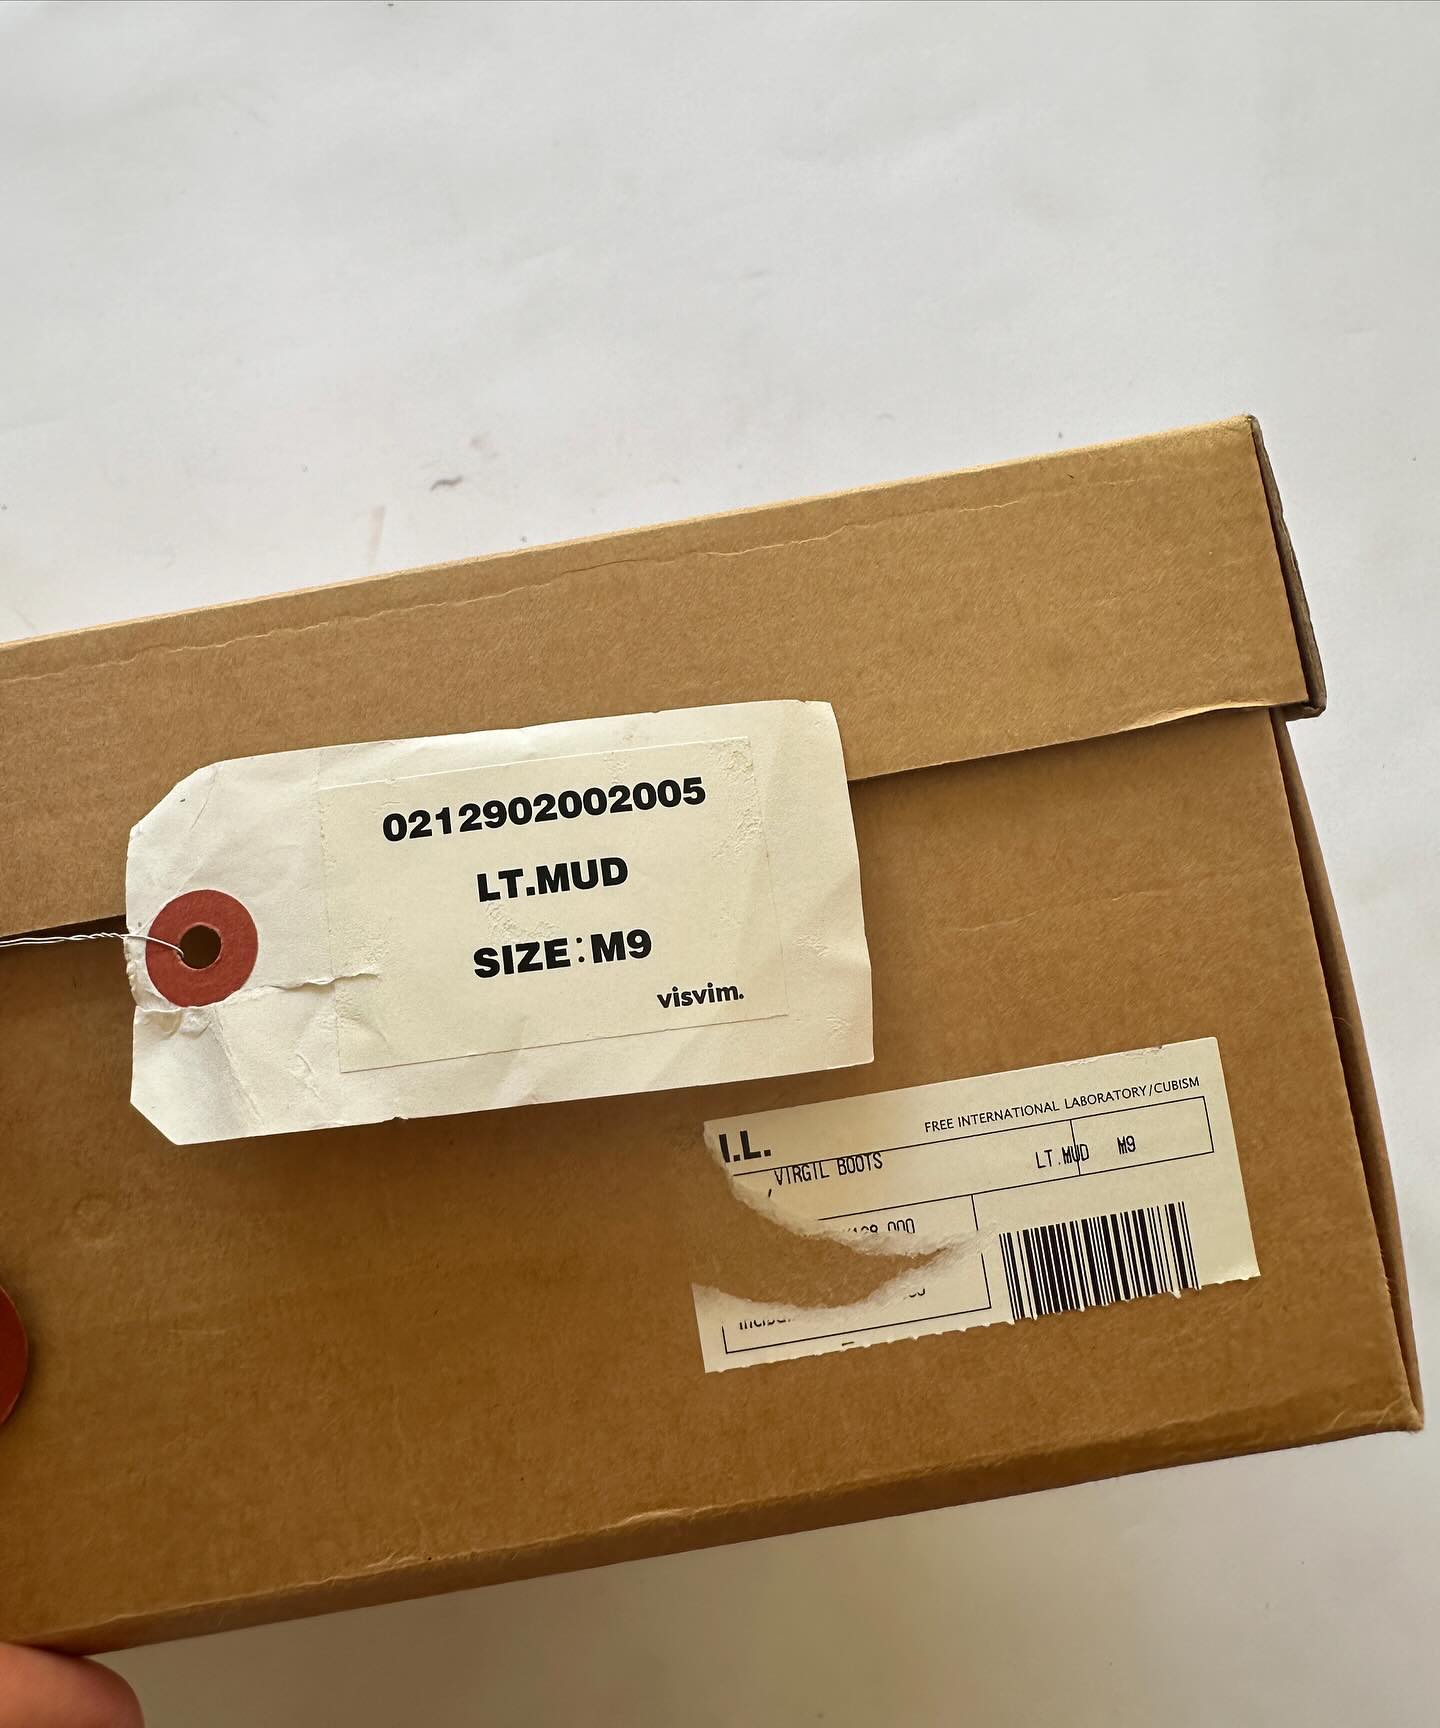 0212902002005
LT.MUD
SIZE:M9
visvim.
I.L.
FREE INTERNATIONAL LABORATORY/CUBISM
VIRGIL BOOTS LT.MUD M9